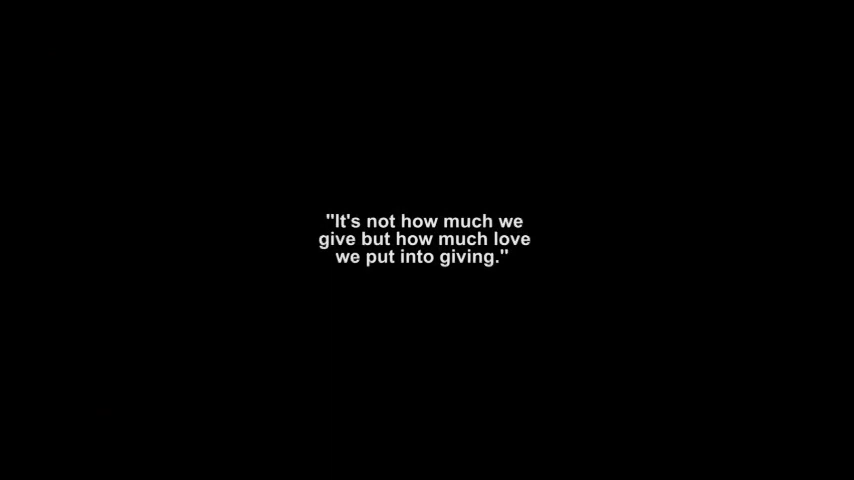 "It's not how much we
give but how much love
we put into giving."